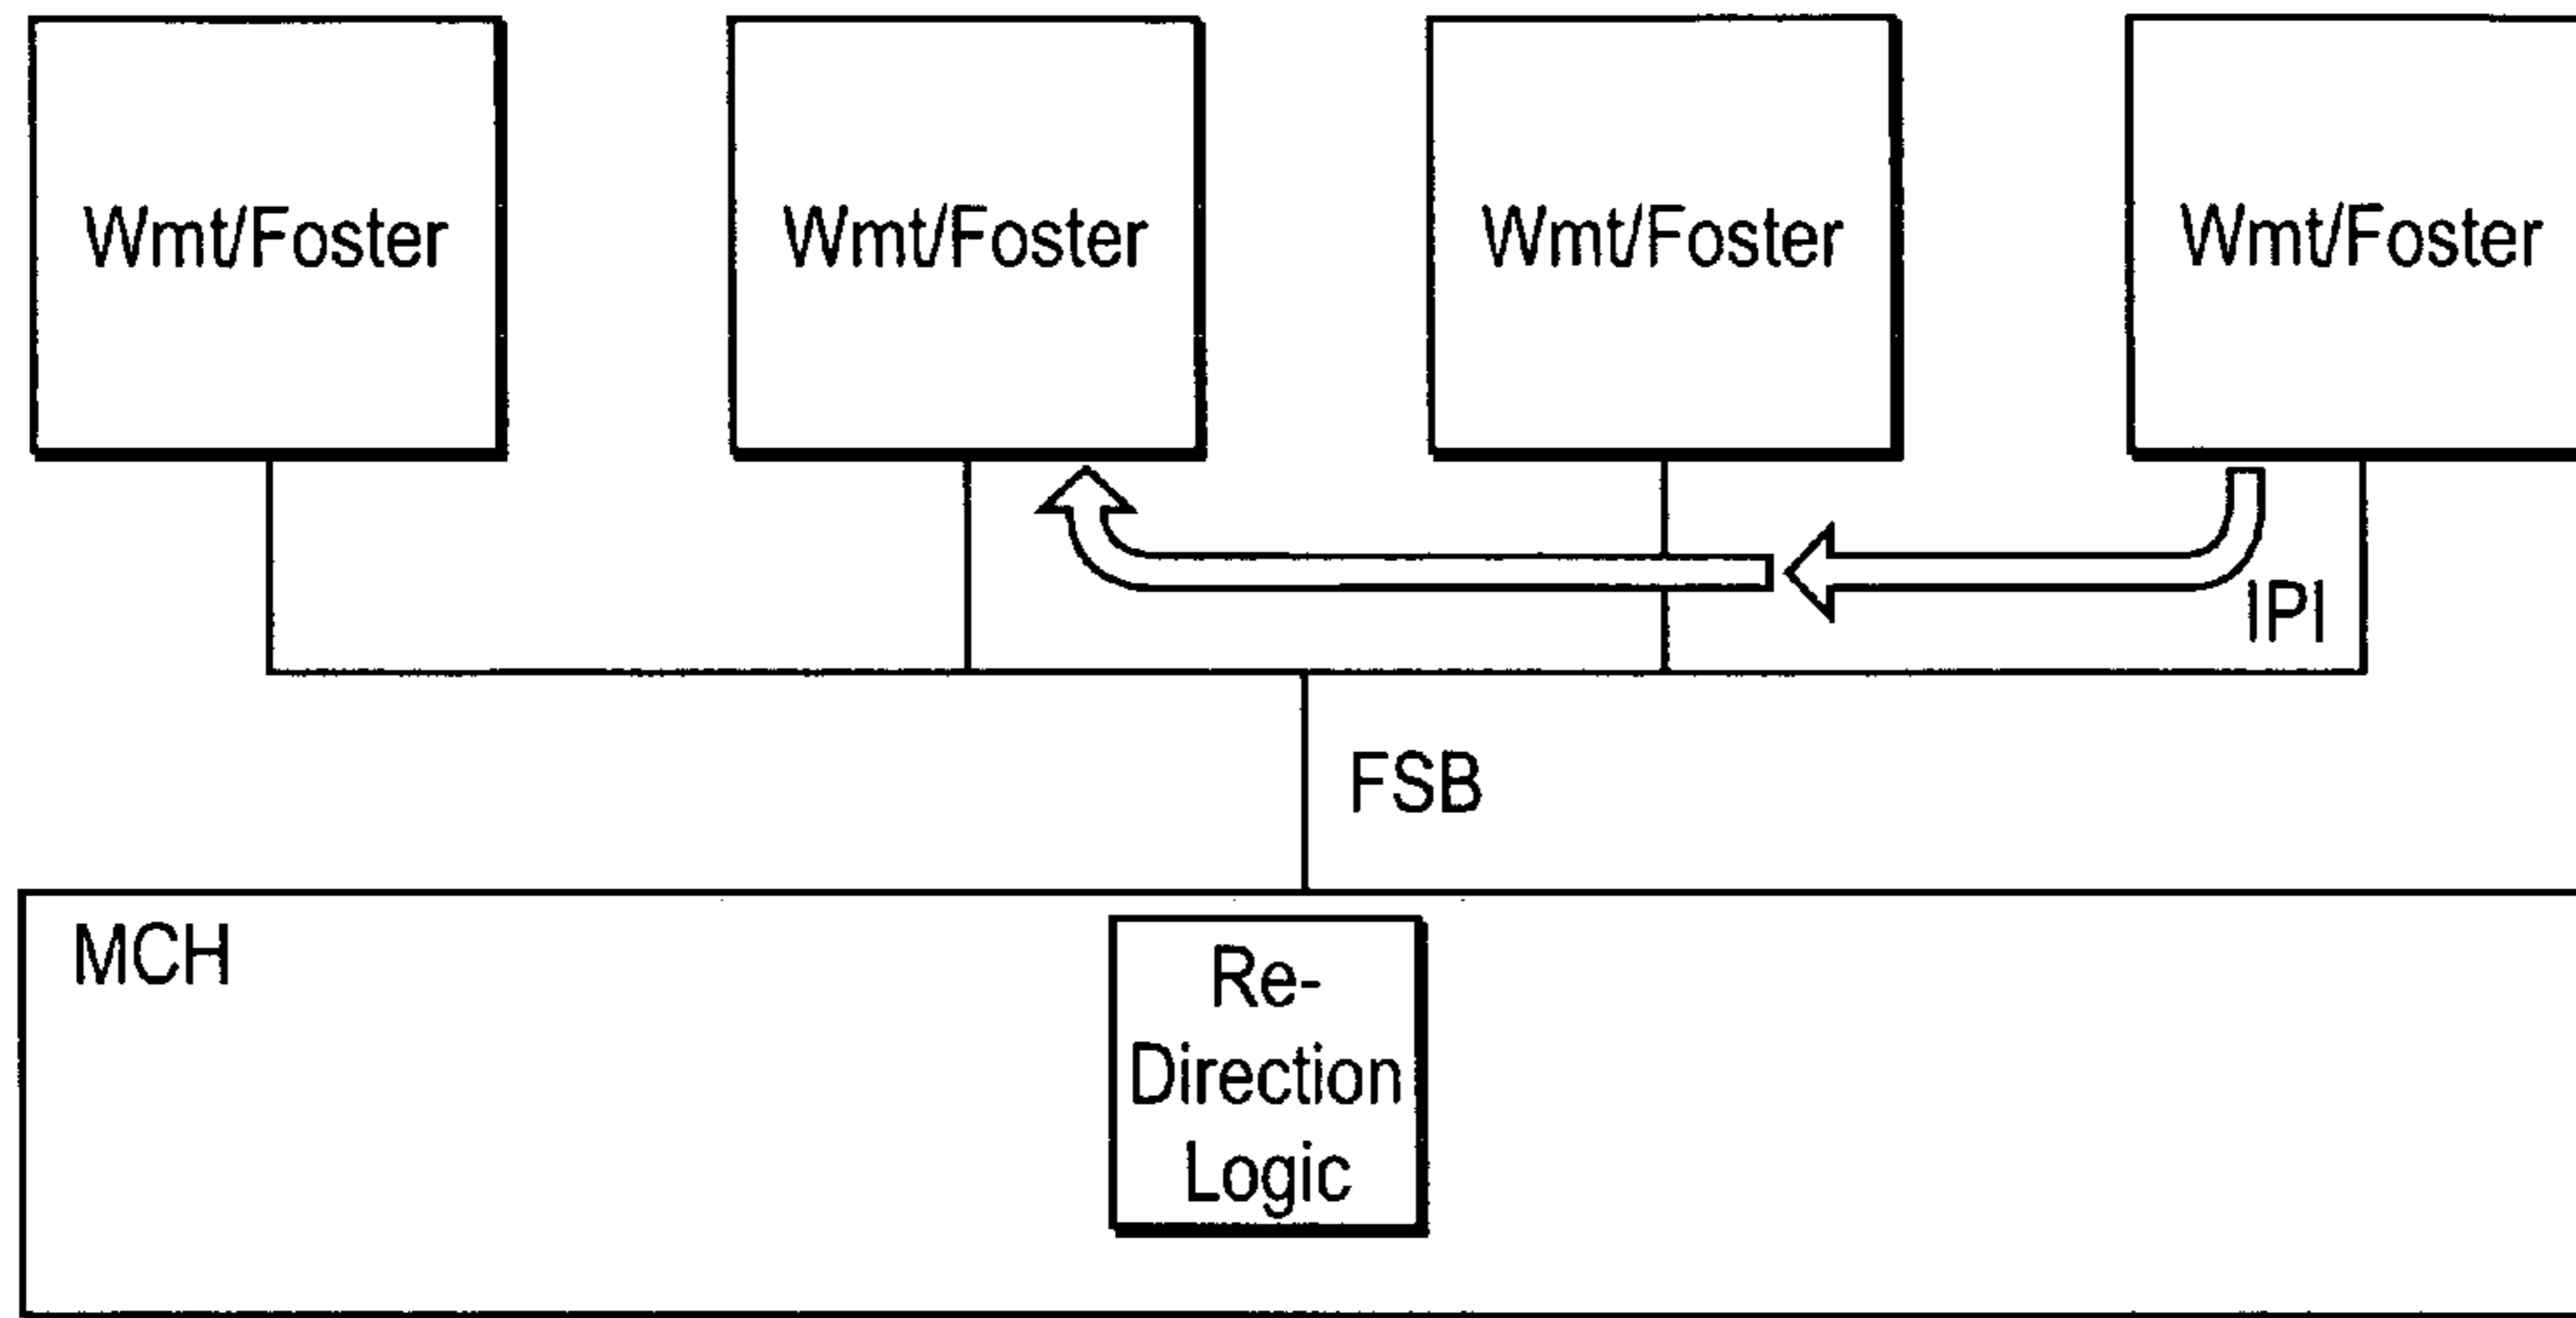 Wmt/Foster
Wmt/Foster
Wmt/Foster
Wmt/Foster
IPI
FSB
MCH
Re-
Direction
Logic